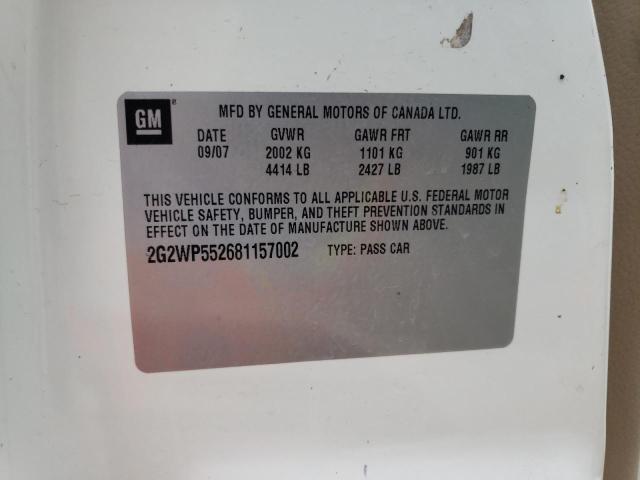 GM
MFD BY GENERAL MOTORS OF CANADA LTD.
DATE GVWR GAWR FRT GAWR RR
09/07 2002 KG 1101 KG 901 KG
4414 LB 2427 LB 1987 LB
THIS VEHICLE CONFORMS TO ALL APPLICABLE U.S. FEDERAL MOTOR
VEHICLE SAFETY, BUMPER, AND THEFT PREVENTION STANDARDS IN
EFFECT ON THE DATE OF MANUFACTURE SHOWN ABOVE.
2G2WP552681157002 TYPE: PASS CAR